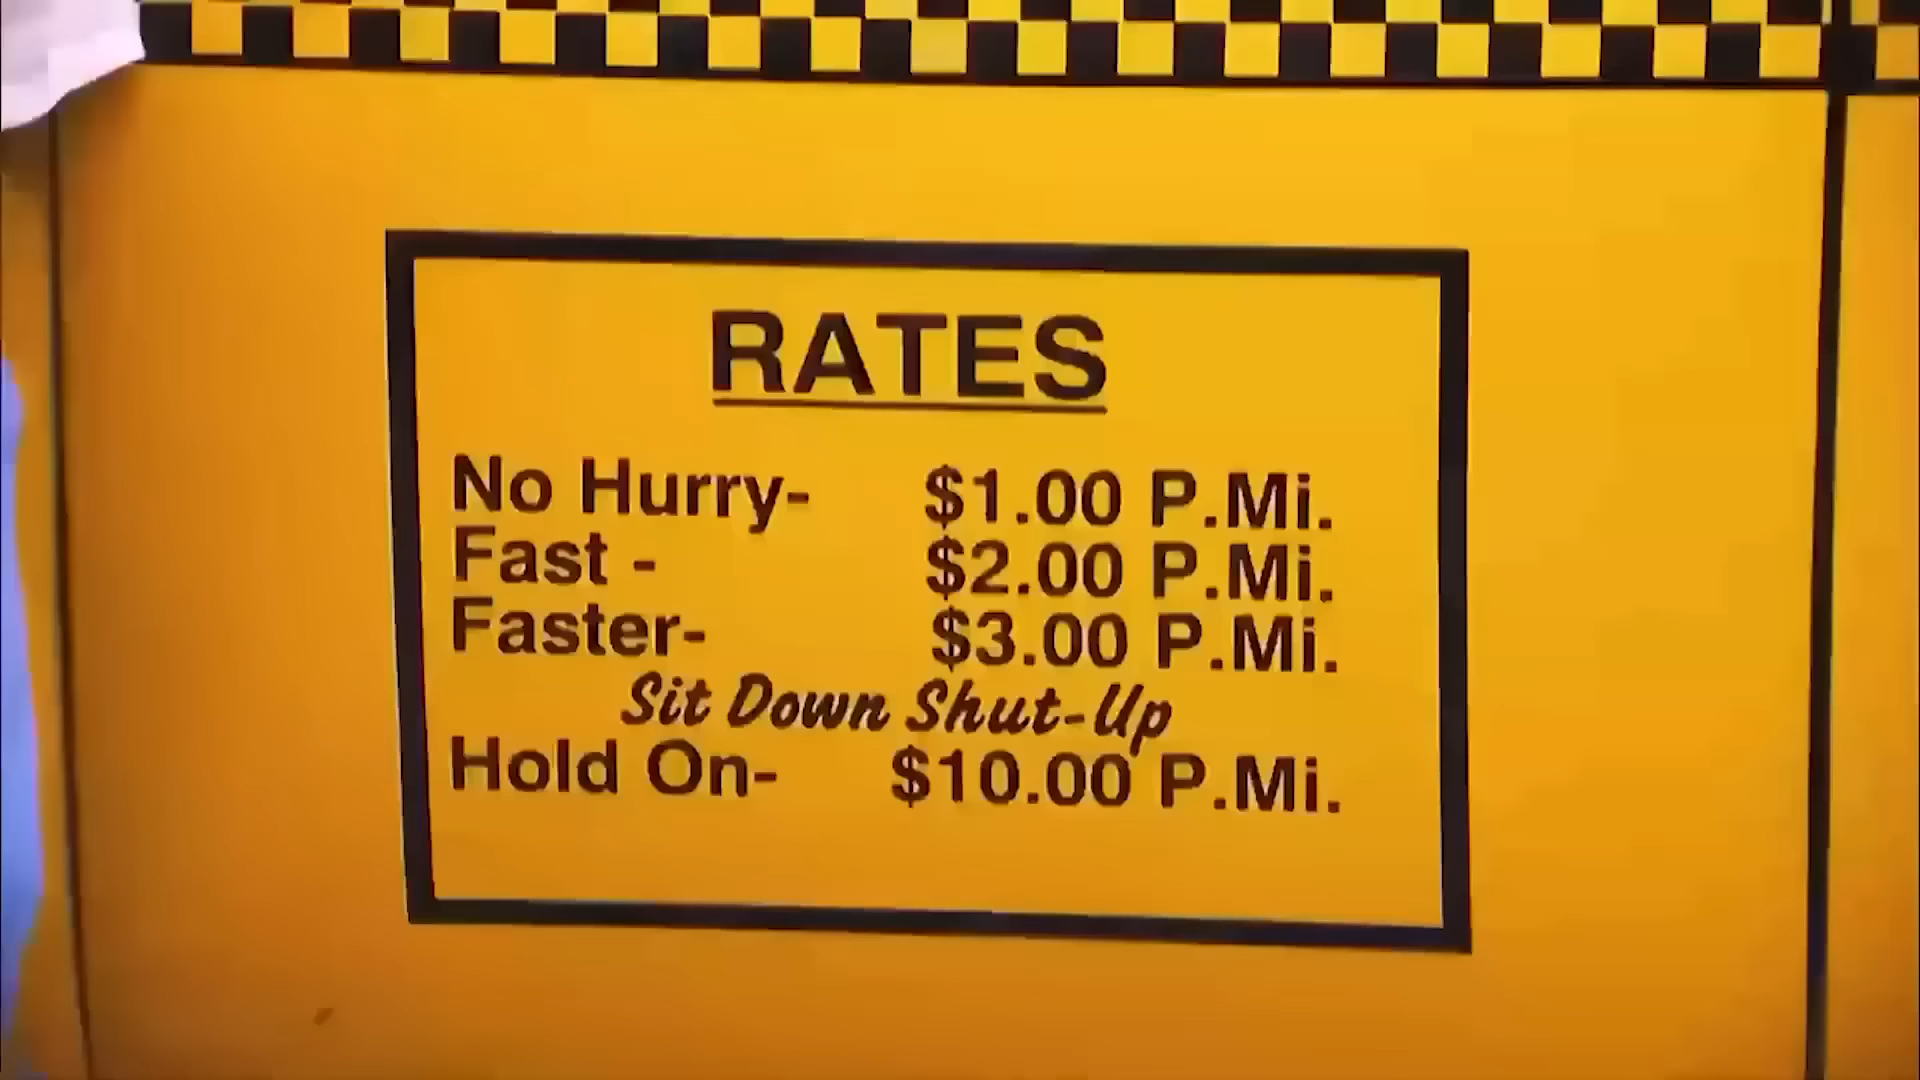 RATES
No Hurry- $1.00 P.Mi.
Fast - $2.00 P.Mi.
Faster- $3.00 P.Mi.
Sit Down Shut-Up
Hold On- $10.00 P.Mi.